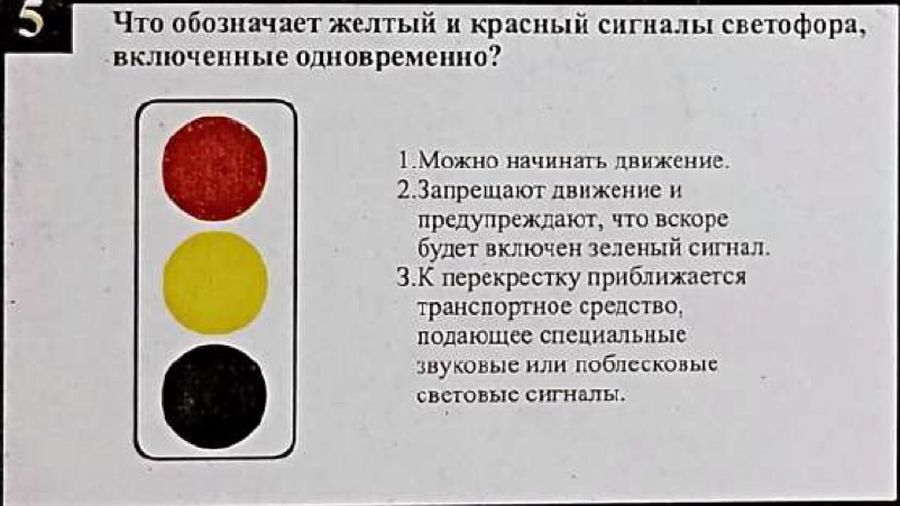 5
Что обозначает желтый и красный сигналы светофора,
включенные одновременно?
1.Можно начинать движение.
2.Запрещают движение и
предупреждают, что вскоре
будет включен зеленый сигнал.
3.К перекрестку приближается
транспортное средство,
подающее специальные
звуковые или поблесковые
световые сигналы.